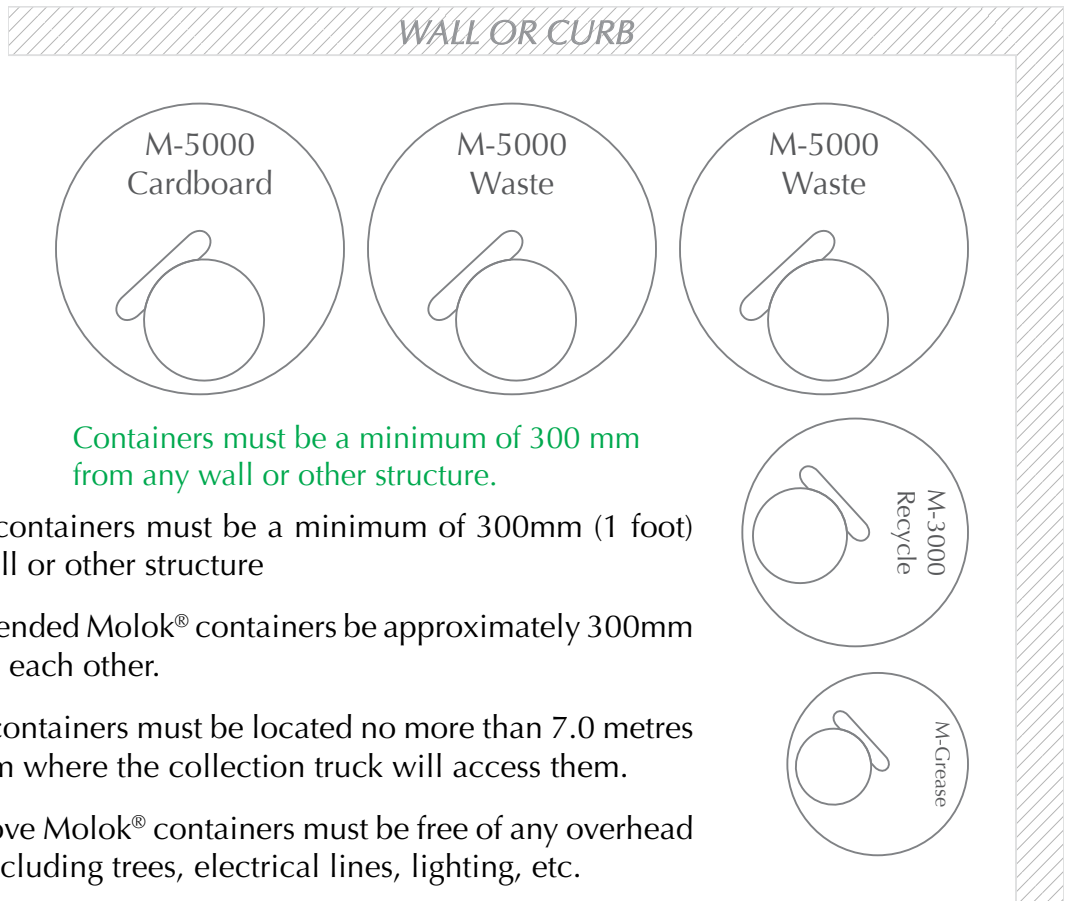 WALL OR CURB
M-5000
Cardboard
M-5000
Waste
M-5000
Waste
Containers must be a minimum of 300 mm
from any wall or other structure.
containers must be a minimum of 300mm (1 foot)
ll or other structure
ended Molok® containers be approximately 300mm
each other.
containers must be located no more than 7.0 metres
m where the collection truck will access them.
ove Molok® containers must be free of any overhead
cluding trees, electrical lines, lighting, etc.
M-3000
Recycle
M-Grease